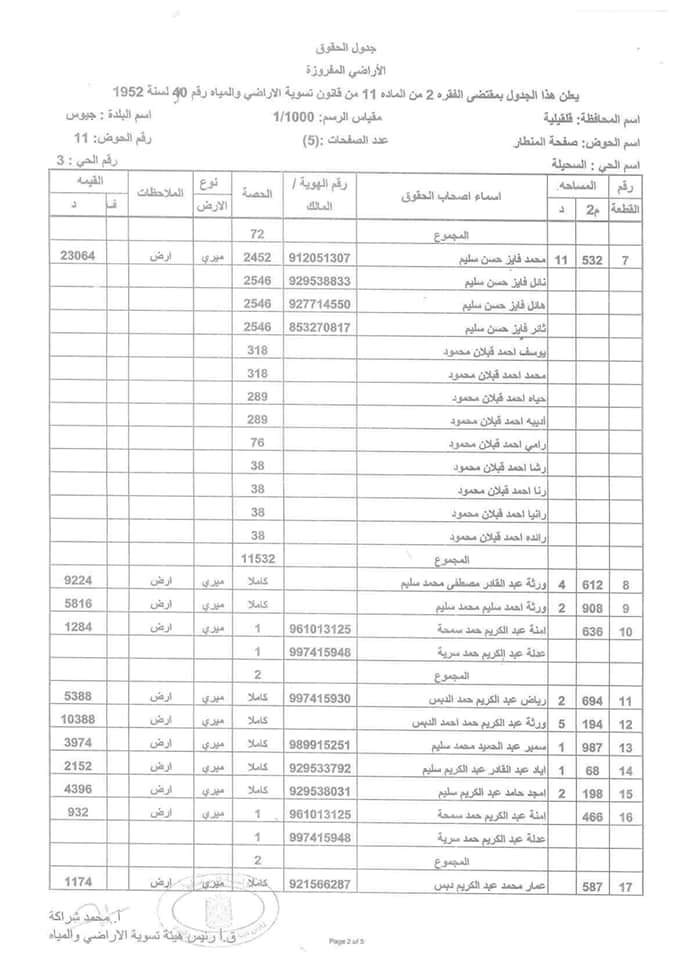 جدول الحقوق
الأراضي المفروزة
يعلن هذا الجدول بمقتضى الفقره 2 من الماده 11 من قانون تسوية الاراضي والمياه رقم 40 لسنة 1952
اسم المحافظة: قلقيلية مقياس الرسم: 1/1000 اسم البلدة : جيوس
اسم الحوض: صفحة المنطار عدد الصفحات :(5) رقم الحوض: 11
اسم الحي : السحيلة رقم الحي : 3
رقم القطعة المساحه. م2 د اسماء اصحاب الحقوق رقم الهوية / المالك الحصة نوع الارض الملاحظات القيمه ف د
المجموع 72
7 532 11 محمد فايز حسن سليم 912051307 2452 ميري ارض 23064
نائل فايز حسن سليم 929538833 2546
هائل فايز حسن سليم 927714550 2546
ثائر فايز حسن سليم 853270817 2546
يوسف احمد قبلان محمود 318
محمد احمد قبلان محمود 318
حياه احمد قبلان محمود 289
أديبه احمد قبلان محمود 289
رامي احمد قبلان محمود 76
رشا احمد قبلان محمود 38
رنا احمد قبلان محمود 38
رانيا احمد قبلان محمود 38
رائده احمد قبلان محمود 38
المجموع 11532
8 612 4 ورثة عبد القادر مصطفى محمد سليم كاملا ميري ارض 9224
9 908 2 ورثة احمد سليم محمد سليم كاملا ميري ارض 5816
10 636 امنة عبد الكريم حمد سمحة 961013125 1 ميري ارض 1284
عدلة عبد الكريم حمد سرية 997415948 1
المجموع 2
11 694 2 رياض عبد الكريم حمد الدبس 997415930 كاملا ميري ارض 5388
12 194 5 ورثة عبد الكريم حمد احمد الدبس كاملا ميري ارض 10388
13 987 1 سمير عبد الحميد محمد سليم 989915251 كاملا ميري ارض 3974
14 68 1 اياد عبد القادر عبد الكريم سليم 929533792 كاملا ميري ارض 2152
15 198 2 امجد حامد عبد الكريم سليم 929538031 كاملا ميري ارض 4396
16 466 امنة عبد الكريم حمد سمحة 961013125 1 ميري ارض 932
عدلة عبد الكريم حمد سرية 997415948 1
المجموع 2
17 587 عمار محمد عبد الكريم دبس 921566287 كاملا ميري ارض 1174
أ. محمد شراكة
ق.أ رئيس هيئة تسوية الاراضي والمياه
Page 2 of 5